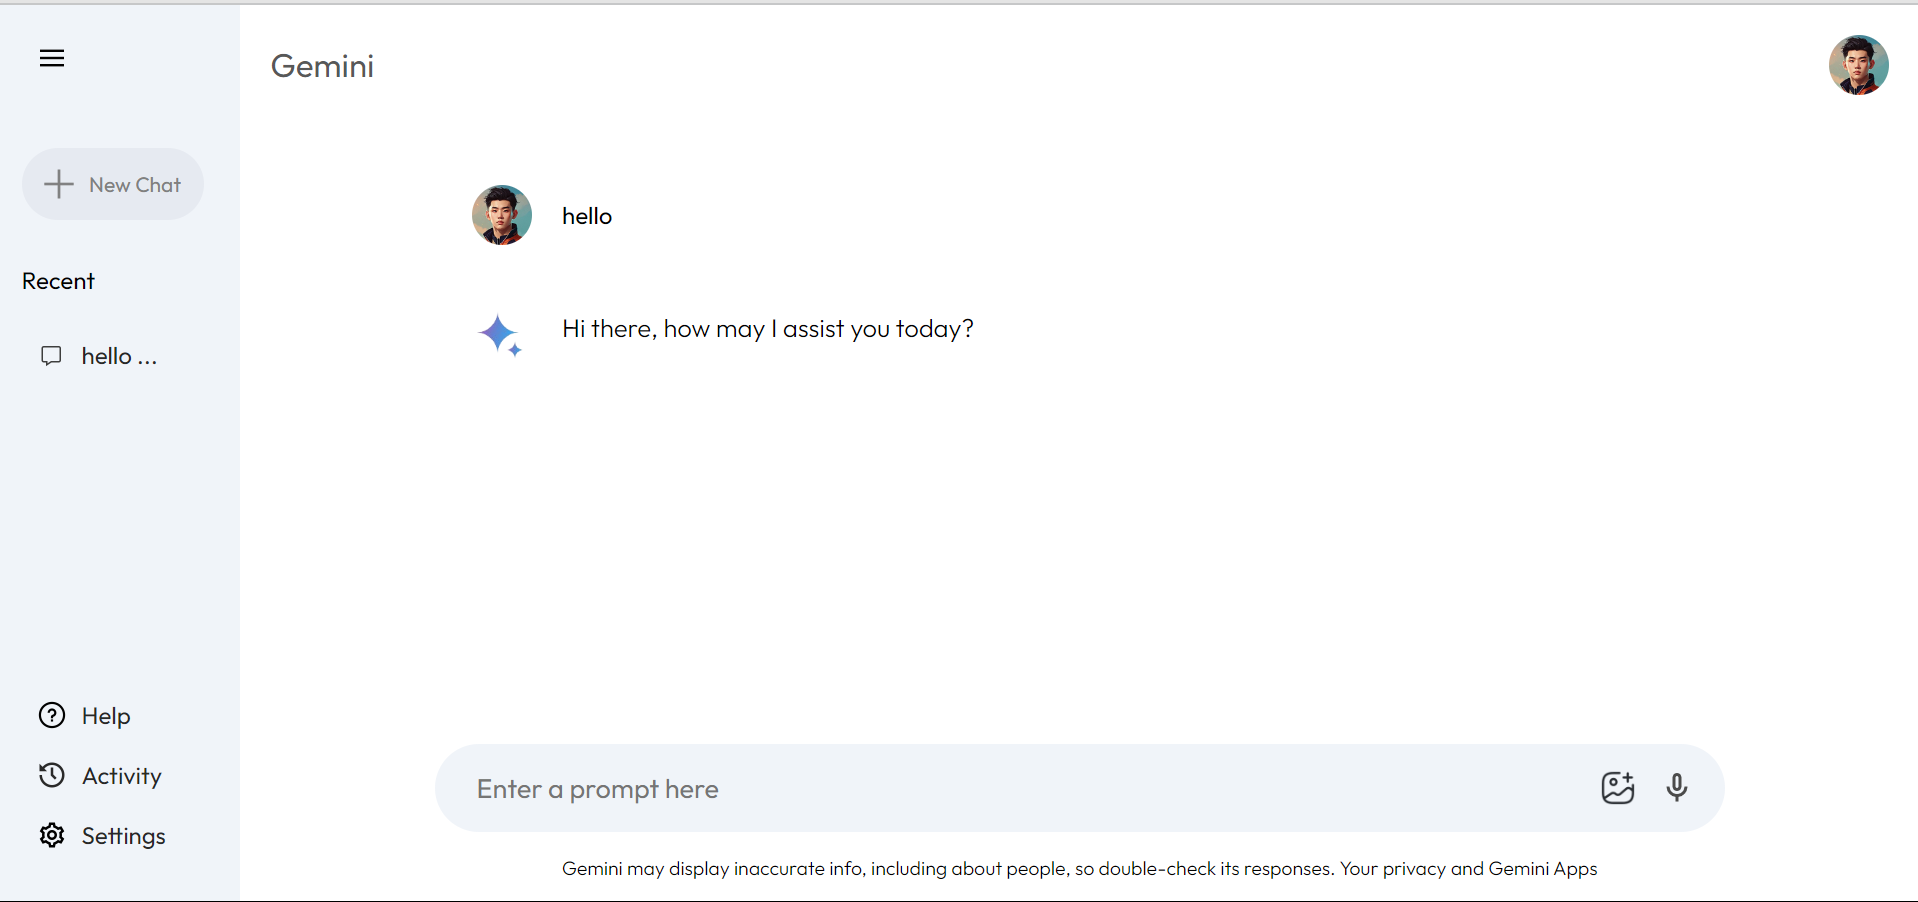 Gemini
New Chat
Recent
hello ...
Help
Activity
Settings
hello
Hi there, how may I assist you today?
Enter a prompt here
Gemini may display inaccurate info, including about people, so double-check its responses. Your privacy and Gemini Apps